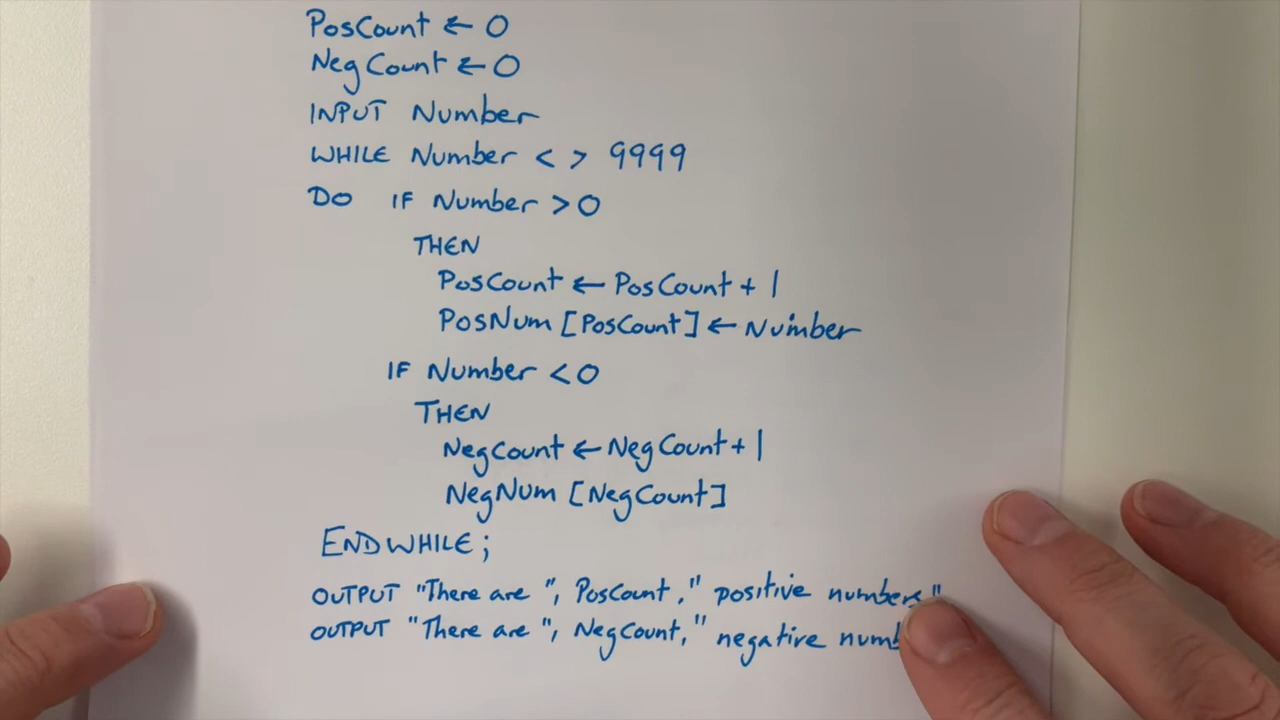 PosCount ← 0
NegCount ← 0
INPUT Number
WHILE Number < > 9999
DO IF Number > 0
THEN
PosCount ← PosCount + 1
PosNum [PosCount] ← Number
IF Number < 0
THEN
NegCount ← NegCount + 1
NegNum [NegCount]
ENDWHILE;
OUTPUT "There are ", PosCount, " positive numbers"
OUTPUT "There are ", NegCount, " negative